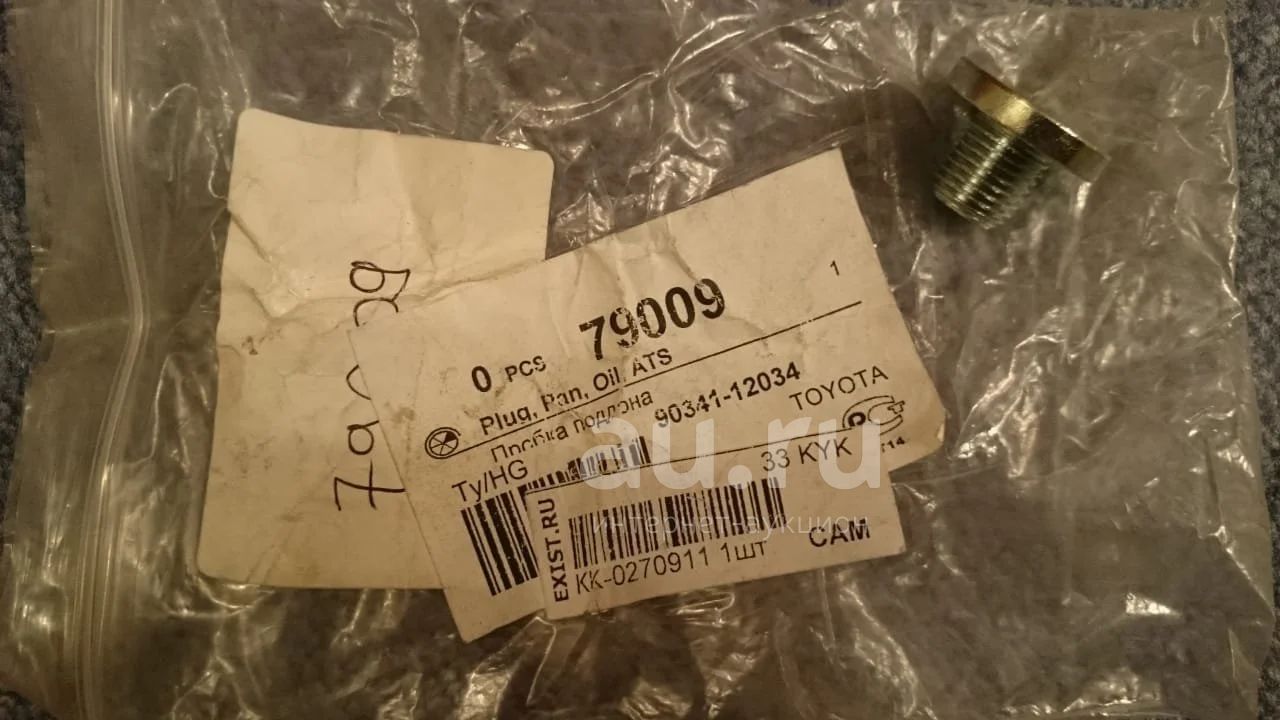 79009
1
0 PCS
Plug, Pan, Oil, ATS
Пробка поддона
90341-12034
TOYOTA
Ty/HG
33 KYK
EXIST.RU
KK-0270911 1шт
CAM
au.ru
интернет-аукцион